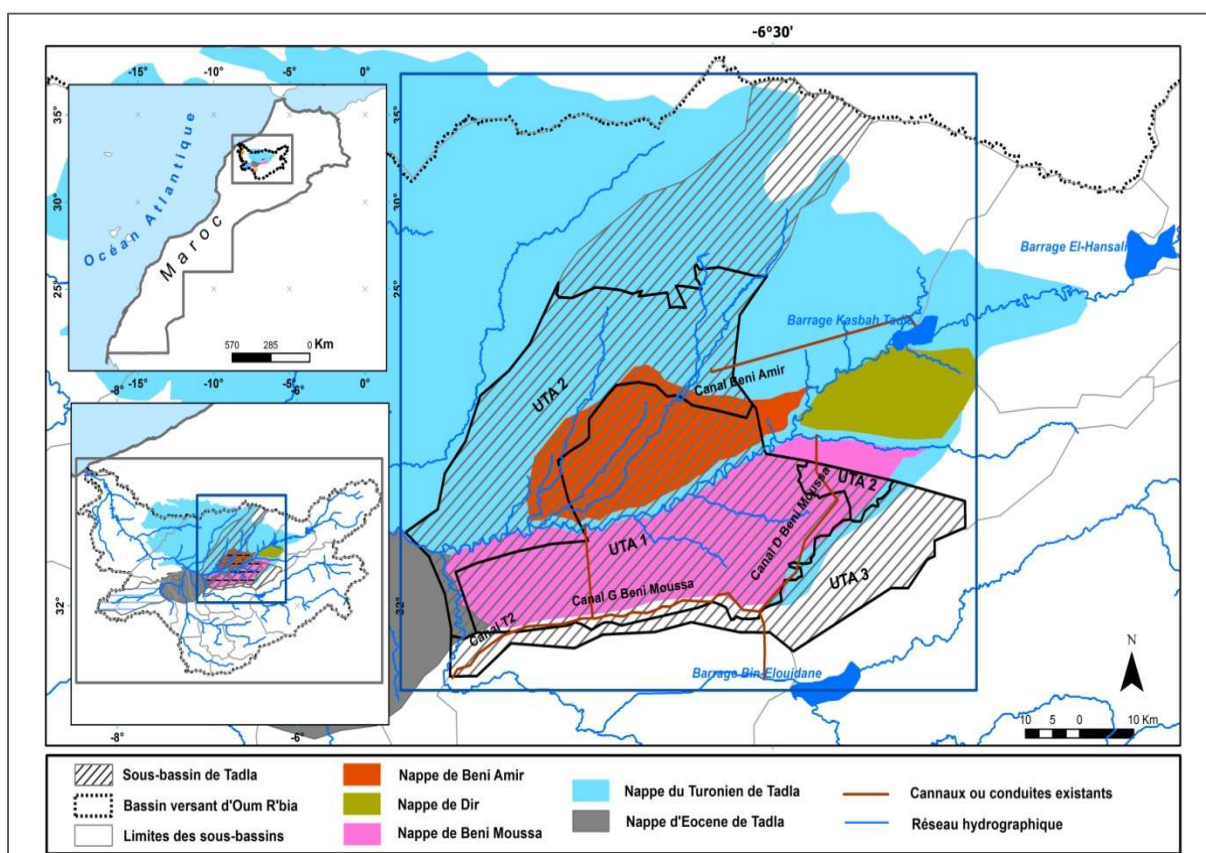 -6°30'
-15° -10° -5° 0°
35°
30°
25°
35°
30°
25°
Océan Atlantique
Maroc
570 285 0 Km
-15° -10° -5° 0°
-8° -6°
32°
32°
-8° -6°
Barrage El-Hansali
Barrage Kasbah Tadla
Canal Beni Amir
UTA 2
UTA 2
UTA 1
Canal D Beni Moussa
UTA 3
Canal G Beni Moussa
Canal T2
Barrage Bin-Elouidane
N
10 5 0 10 Km
Sous-bassin de Tadla
Bassin versant d'Oum R'bia
Limites des sous-bassins
Nappe de Beni Amir
Nappe de Dir
Nappe de Beni Moussa
Nappe du Turonien de Tadla
Nappe d'Eocene de Tadla
Cannaux ou conduites existants
Réseau hydrographique